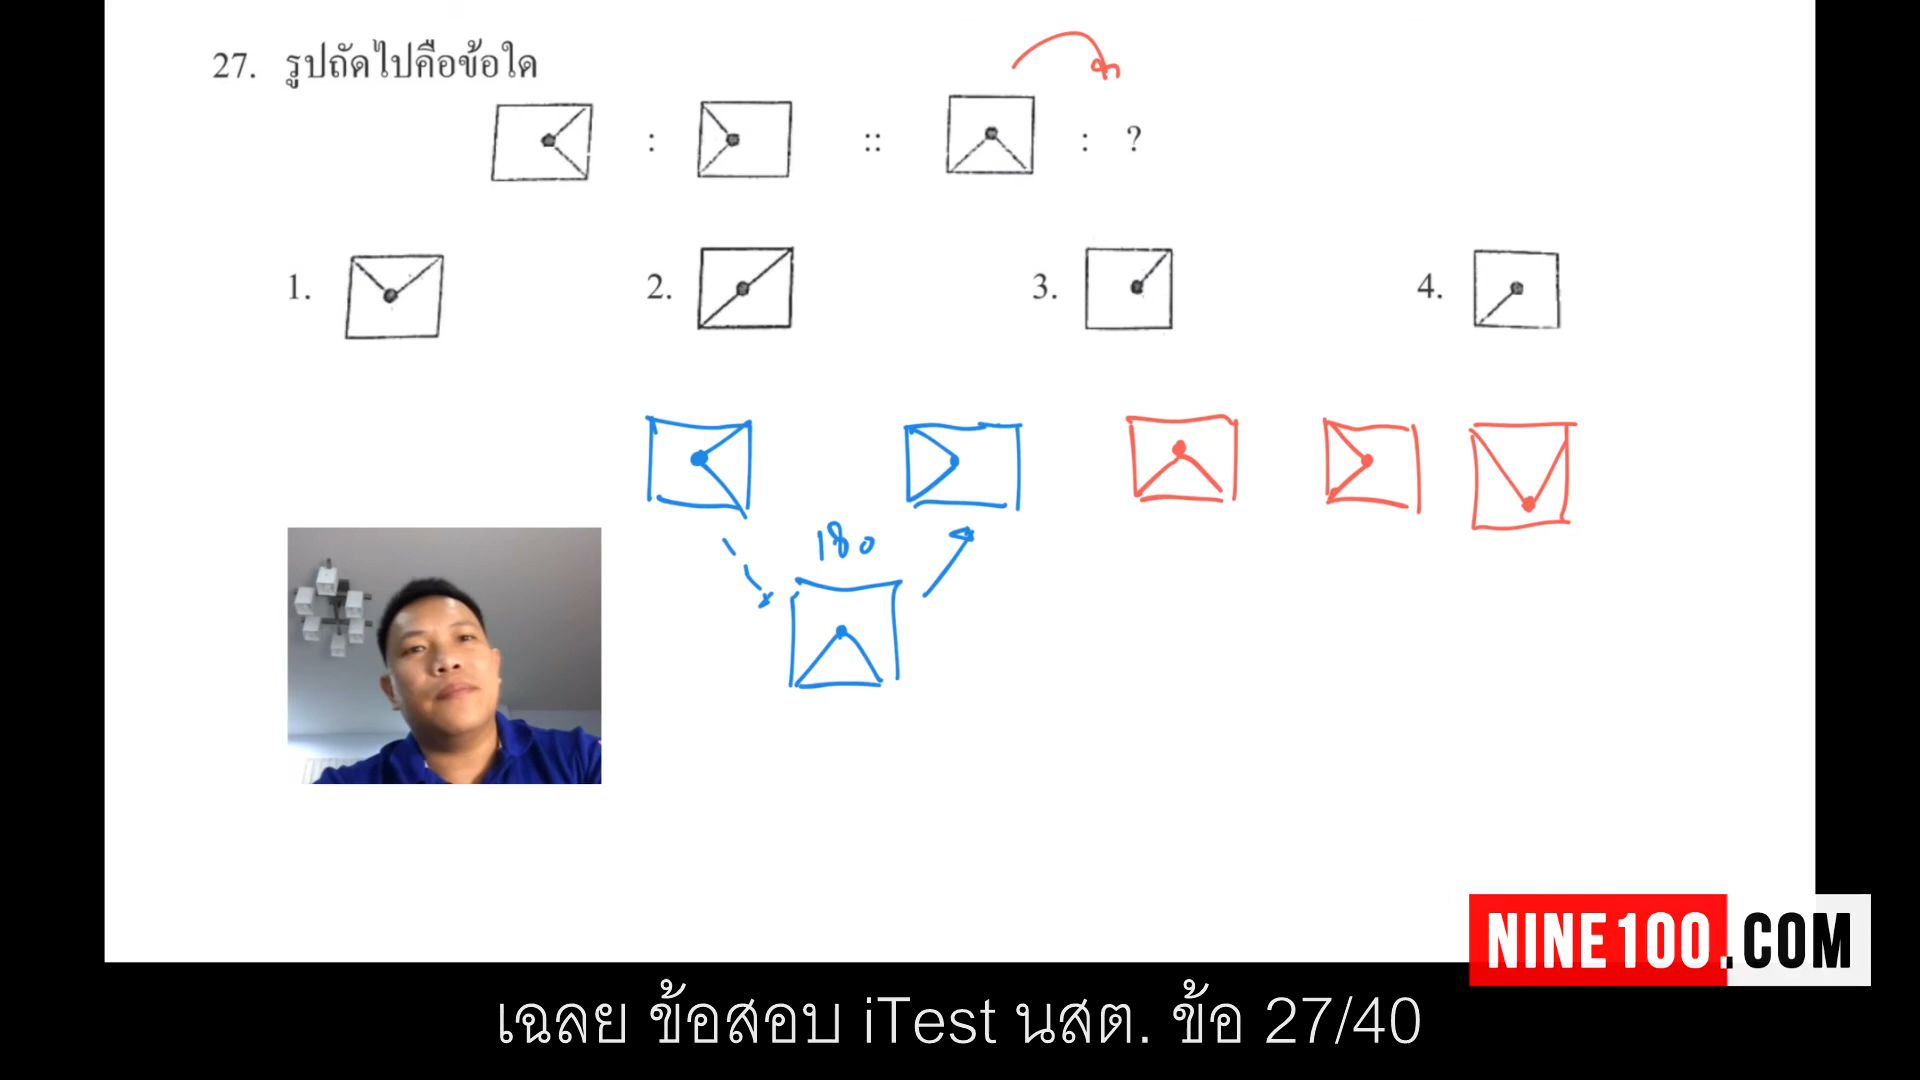 27. รูปถัดไปคือข้อใด
: :: : ?
1. 2. 3. 4.
180
NINE100.COM
เฉลย ข้อสอบ iTest นสต. ข้อ 27/40